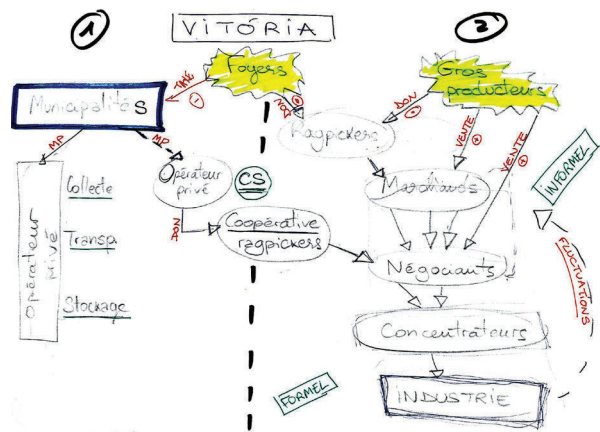 1
VITÓRIA
2
Foyers
Gros
producteurs
TAXE
-
Municipalités
DON
+
DON
+
Ragpickers
VENTE
+
VENTE
+
INFORMEL
MP
MP
Opérateur
privé
CS
Marchands
Opérateur
privé
Collecte
DON
Coopérative
ragpickers
Transp.
Négociants
FLUCTUATIONS
Stockage
Concentrateurs
FORMEL
INDUSTRIE